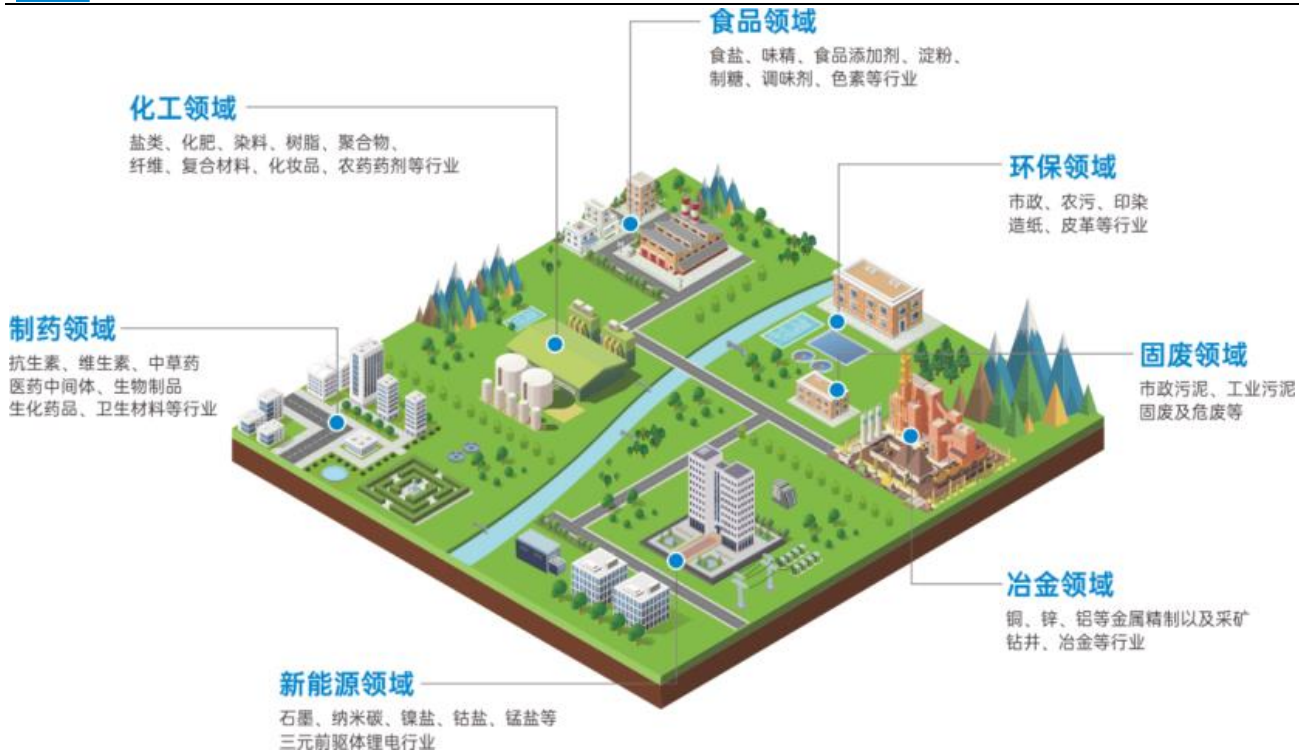 食品领域
食盐、味精、食品添加剂、淀粉、
制糖、调味剂、色素等行业
化工领域
盐类、化肥、染料、树脂、聚合物、
纤维、复合材料、化妆品、农药药剂等行业
环保领域
市政、农污、印染
造纸、皮革等行业
制药领域
抗生素、维生素、中草药
医药中间体、生物制品
生化药品、卫生材料等行业
固废领域
市政污泥、工业污泥
固废及危废等
冶金领域
铜、锌、铝等金属精制以及采矿
钻井、冶金等行业
新能源领域
石墨、纳米碳、镍盐、钴盐、锰盐等
三元前驱体锂电行业